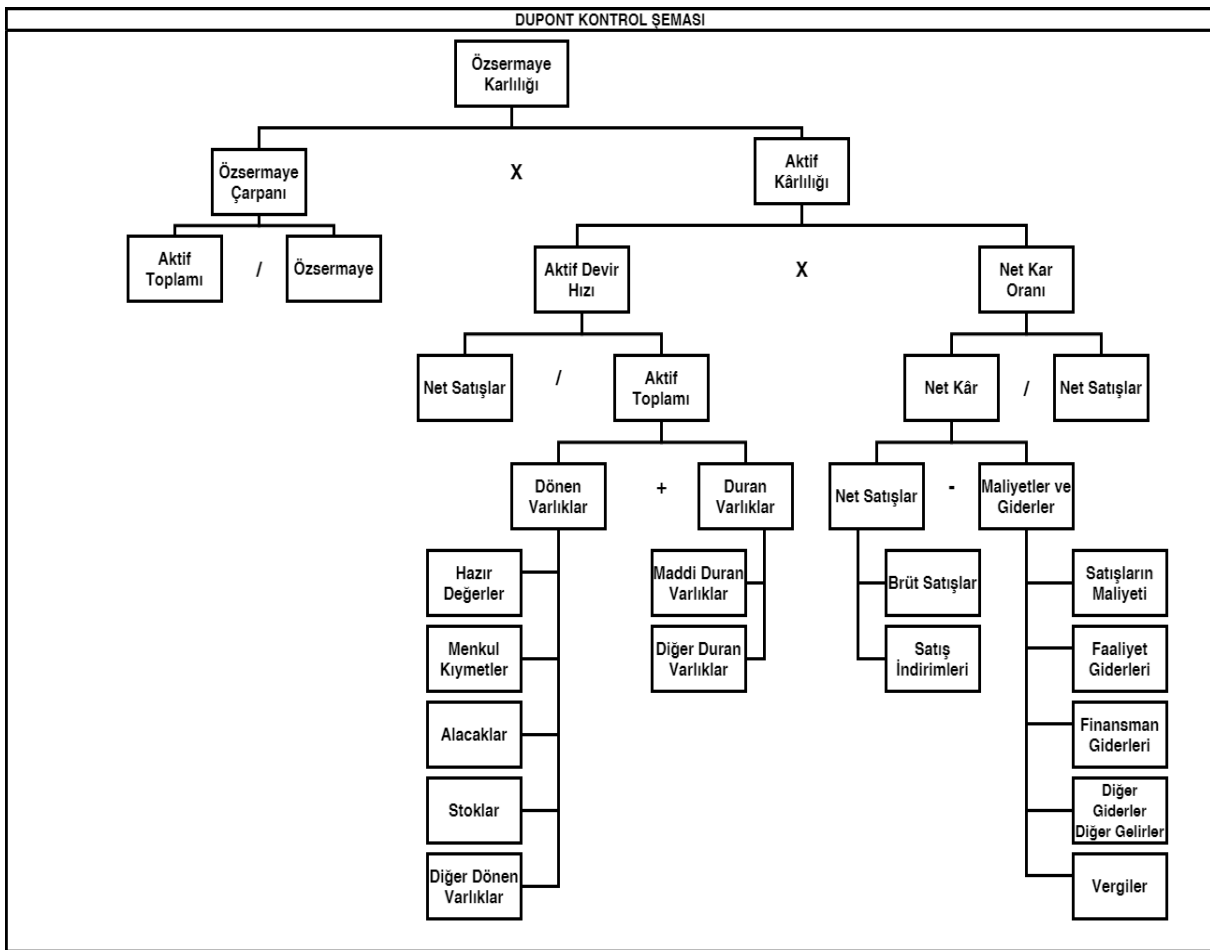 DUPONT KONTROL ŞEMASI
Özsermaye
Karlılığı
Özsermaye
Çarpanı
X
Aktif
Kârlılığı
Aktif
Toplamı
/
Özsermaye
Aktif Devir
Hızı
X
Net Kar
Oranı
Net Satışlar
/
Aktif
Toplamı
Net Kâr
/
Net Satışlar
Dönen
Varlıklar
+
Duran
Varlıklar
Net Satışlar
-
Maliyetler ve
Giderler
Hazır
Değerler
Maddi Duran
Varlıklar
Brüt Satışlar
Satışların
Maliyeti
Menkul
Kıymetler
Diğer Duran
Varlıklar
Satış
İndirimleri
Faaliyet
Giderleri
Alacaklar
Finansman
Giderleri
Stoklar
Diğer
Giderler
Diğer Gelirler
Diğer Dönen
Varlıklar
Vergiler